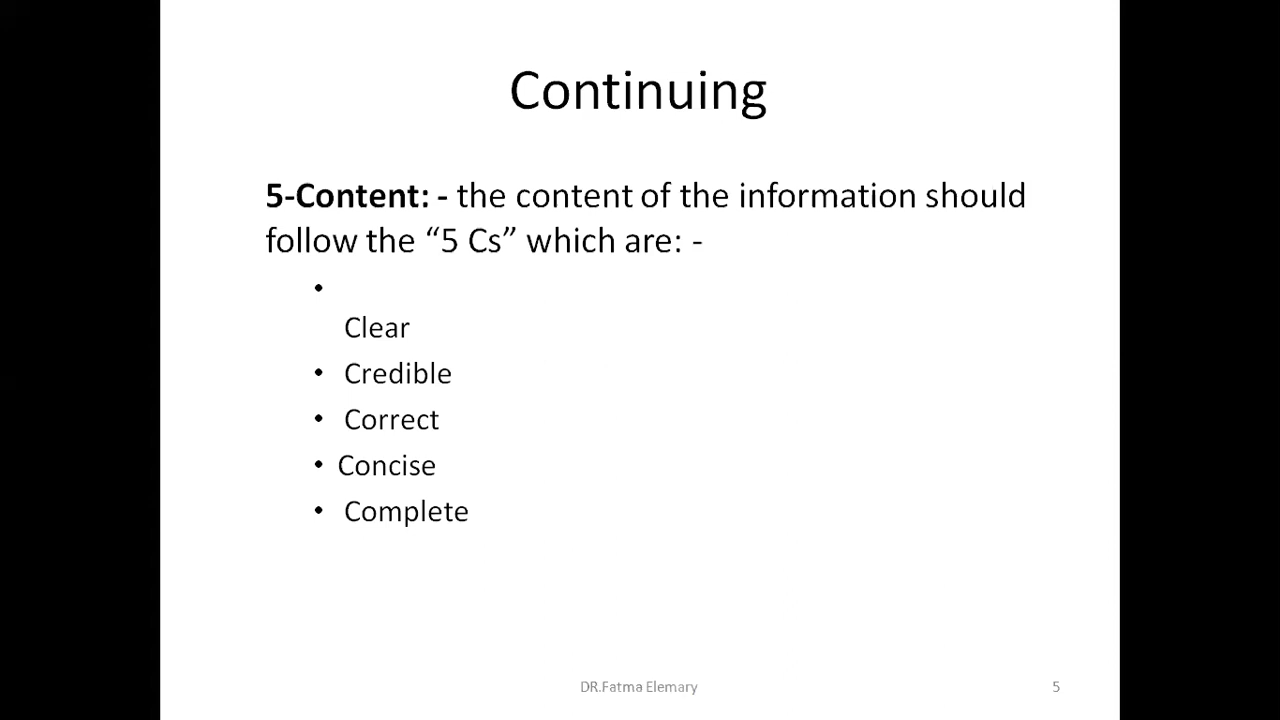 Continuing
5-Content: - the content of the information should
follow the “5 Cs” which are: -
•
Clear
• Credible
• Correct
• Concise
• Complete
DR.Fatma Elemary
5